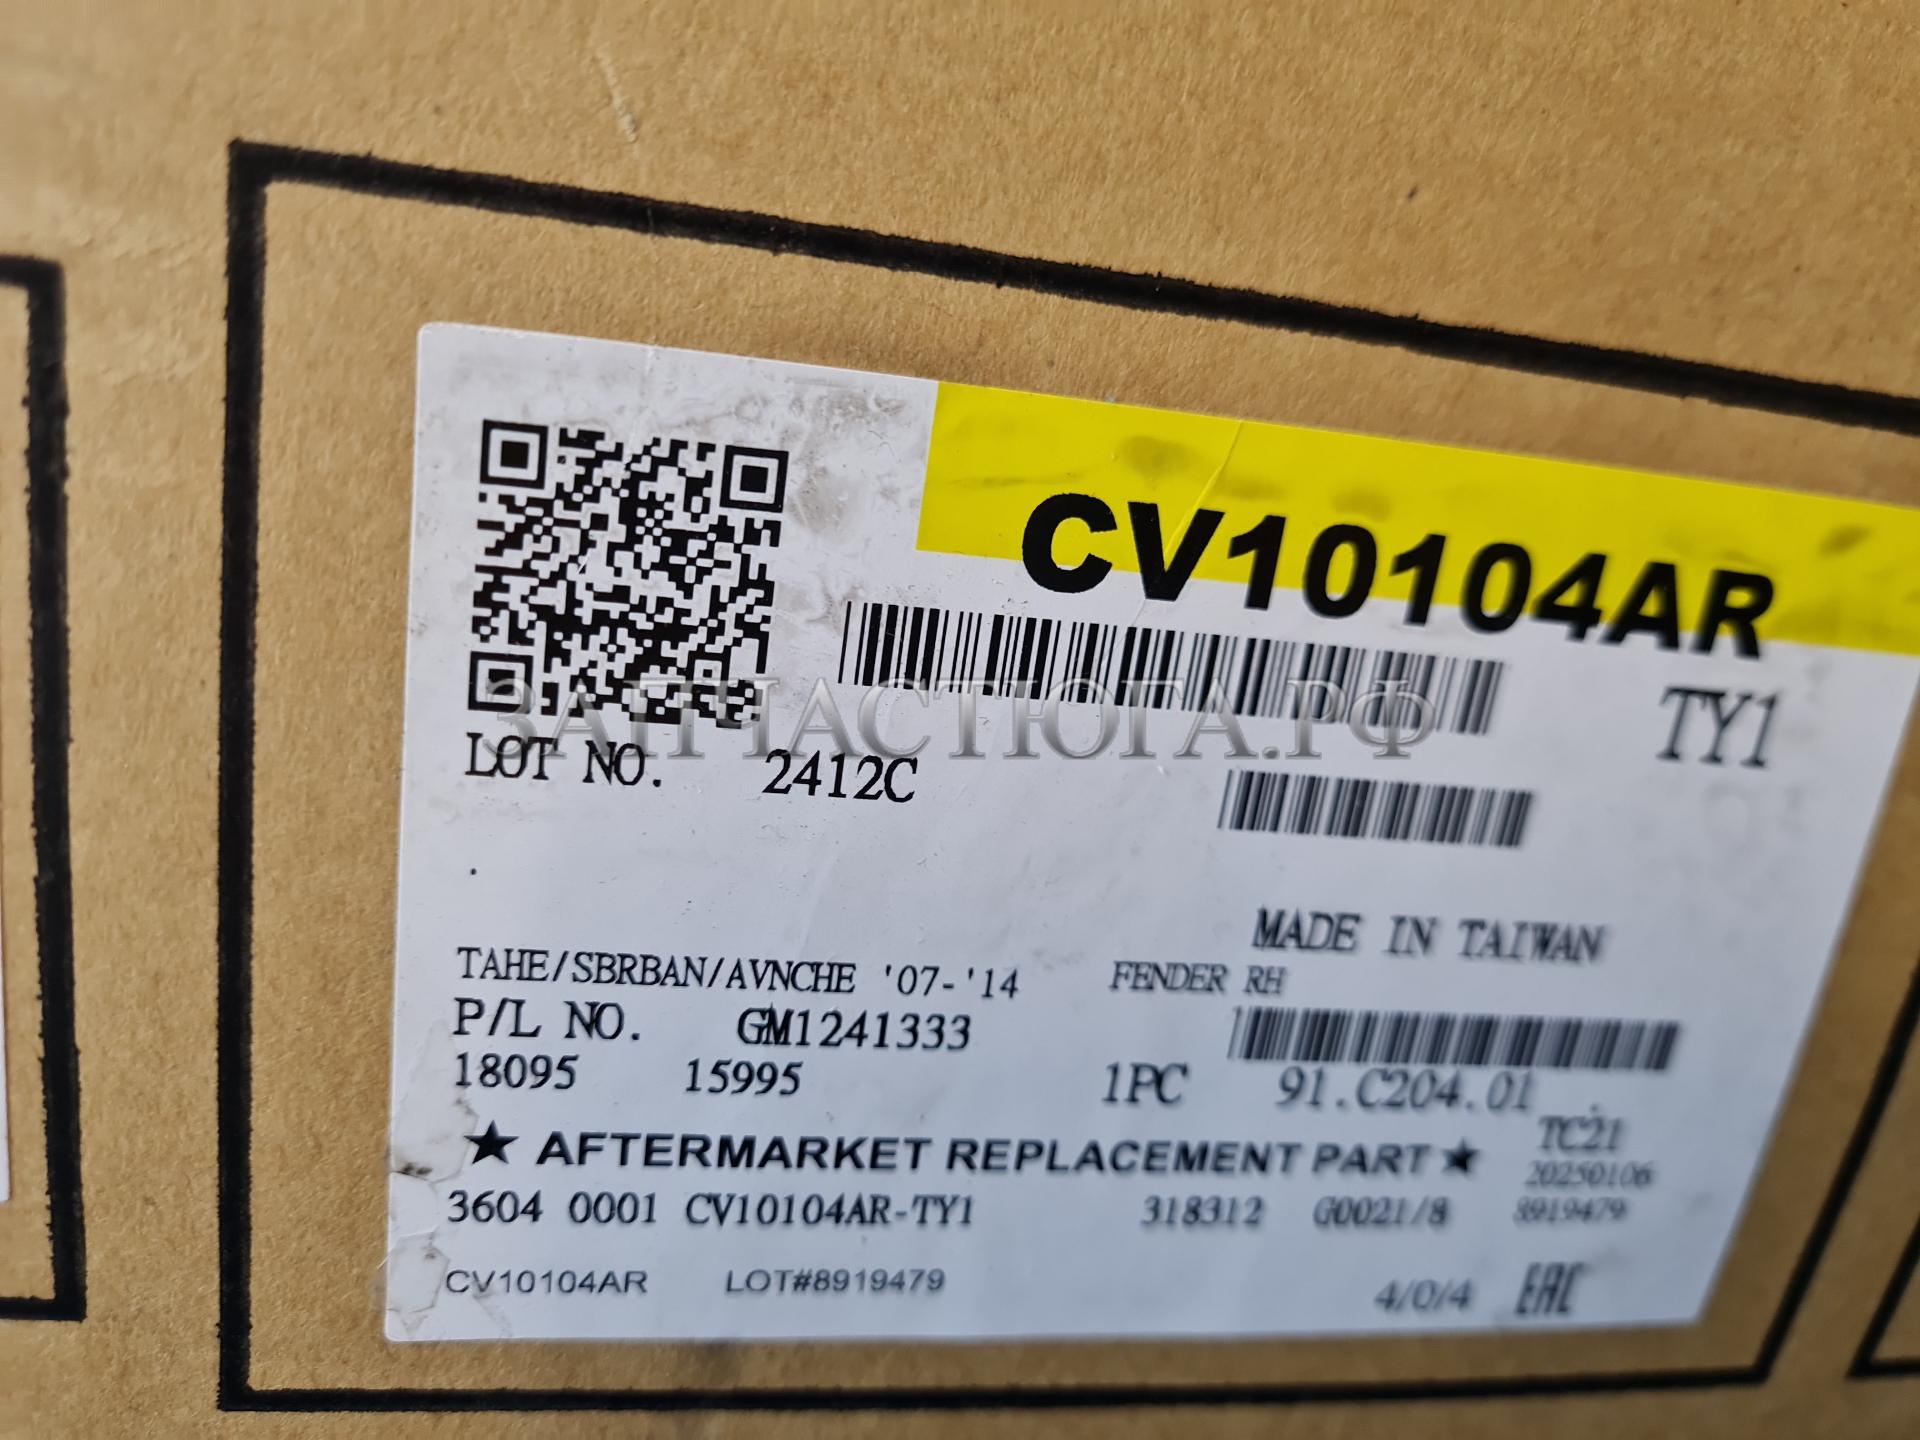 CV10104AR
TY1
ЗАПЧАСТЮГА.РФ
LOT NO. 2412C
MADE IN TAIWAN
TAHE/SBRBAN/AVNCHE '07-'14 FENDER RH
P/L NO. GM1241333
18095 15995 1PC 91.C204.01
TC21
★ AFTERMARKET REPLACEMENT PART ★
20250106
3604 0001 CV10104AR-TY1 318312 G0021/8 8919479
CV10104AR LOT#8919479 4/0/4 EAC